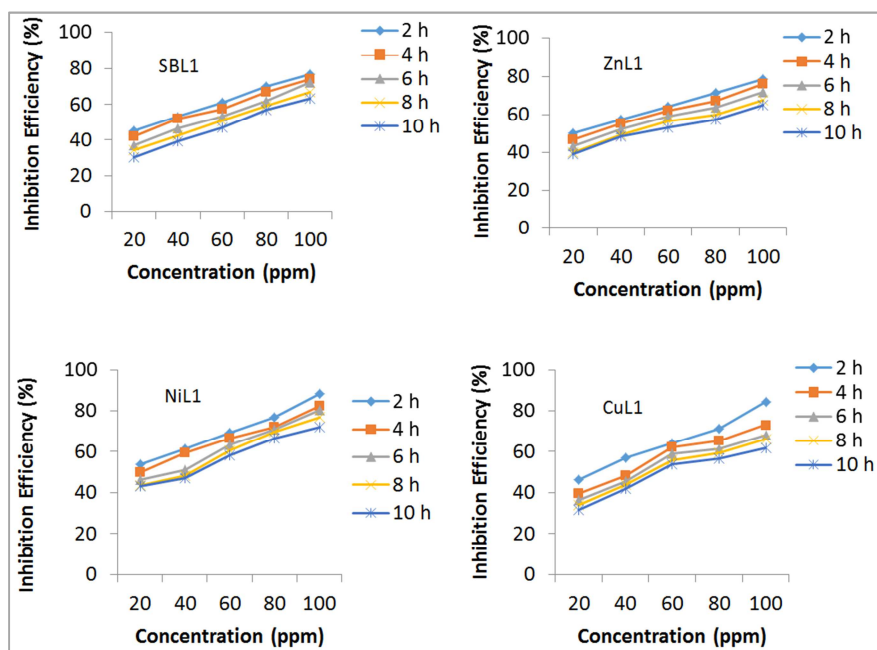 SBL1
Inhibition Efficiency (%)
100
80
60
40
20
0
20 40 60 80 100
Concentration (ppm)
2 h
4 h
6 h
8 h
10 h
ZnL1
Inhibition Efficiency (%)
100
80
60
40
20
0
20 40 60 80 100
Concentration (ppm)
2 h
4 h
6 h
8 h
10 h
NiL1
Inhibition Efficiency (%)
100
80
60
40
20
0
20 40 60 80 100
Concentration (ppm)
2 h
4 h
6 h
8 h
10 h
CuL1
Inhibition Efficiency (%)
100
80
60
40
20
0
20 40 60 80 100
Concentration (ppm)
2 h
4 h
6 h
8 h
10 h